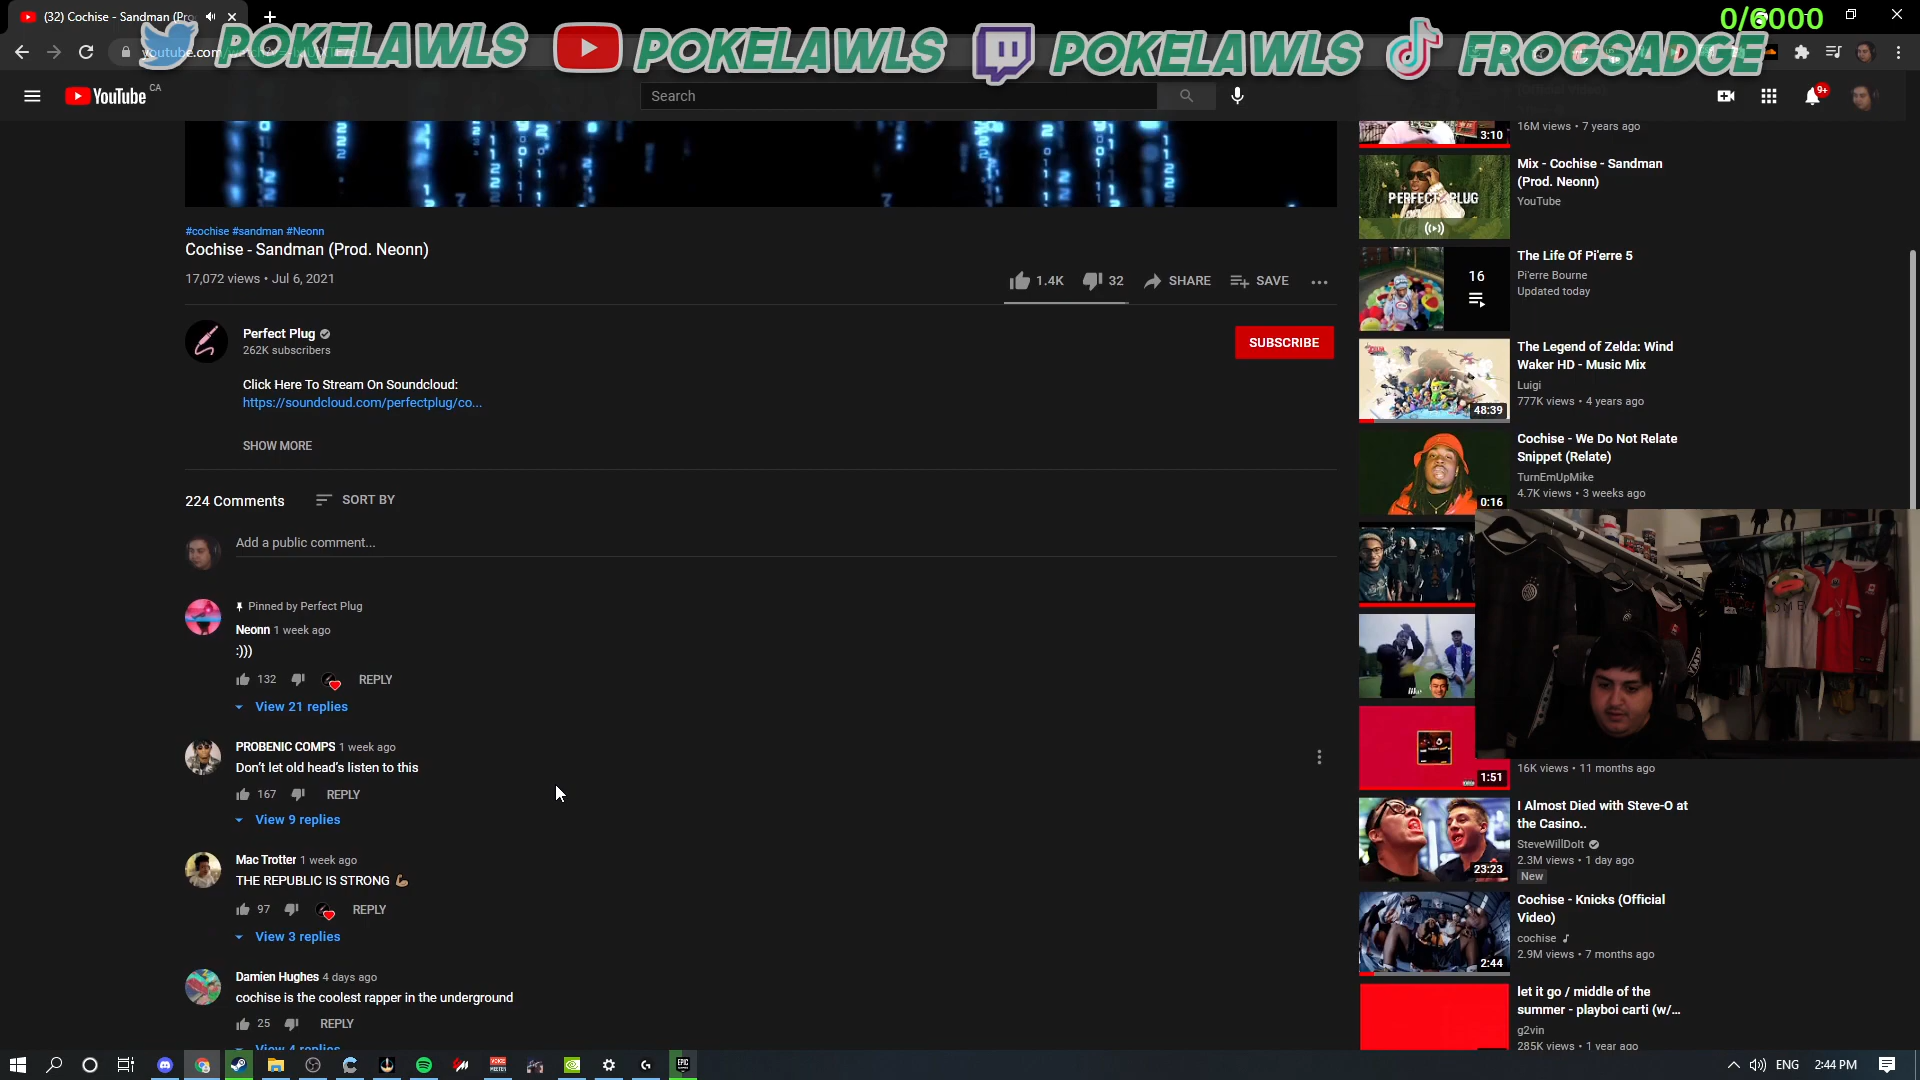 (32) Cochise - Sandman (Pro
0/6000
POKELAWLS
POKELAWLS
POKELAWLS
FROGSADGE
YouTube CA
Search
9+
#cochise #sandman #Neonn
Cochise - Sandman (Prod. Neonn)
17,072 views • Jul 6, 2021
1.4K
32
SHARE
SAVE
Perfect Plug
262K subscribers
SUBSCRIBE
Click Here To Stream On Soundcloud:
https://soundcloud.com/perfectplug/co...
SHOW MORE
224 Comments
SORT BY
Add a public comment...
Pinned by Perfect Plug
Neonn 1 week ago
:)))
132
REPLY
View 21 replies
PROBENIC COMPS 1 week ago
Don't let old head's listen to this
167
REPLY
View 9 replies
Mac Trotter 1 week ago
THE REPUBLIC IS STRONG 💪🏽
97
REPLY
View 3 replies
Damien Hughes 4 days ago
cochise is the coolest rapper in the underground
25
REPLY
View 4 replies
3:10
16M views • 7 years ago
PERFECT PLUG
Mix - Cochise - Sandman
(Prod. Neonn)
YouTube
16
The Life Of Pi'erre 5
Pi'erre Bourne
Updated today
48:39
The Legend of Zelda: Wind
Waker HD - Music Mix
Luigi
777K views • 4 years ago
0:16
Cochise - We Do Not Relate
Snippet (Relate)
TurnEmUpMike
4.7K views • 3 weeks ago
1:51
16K views • 11 months ago
23:23
I Almost Died with Steve-O at
the Casino..
SteveWillDoIt
2.3M views • 1 day ago
New
2:44
Cochise - Knicks (Official
Video)
cochise
2.9M views • 7 months ago
let it go / middle of the
summer - playboi carti (w/...
g2vin
285K views • 1 year ago
ENG
2:44 PM